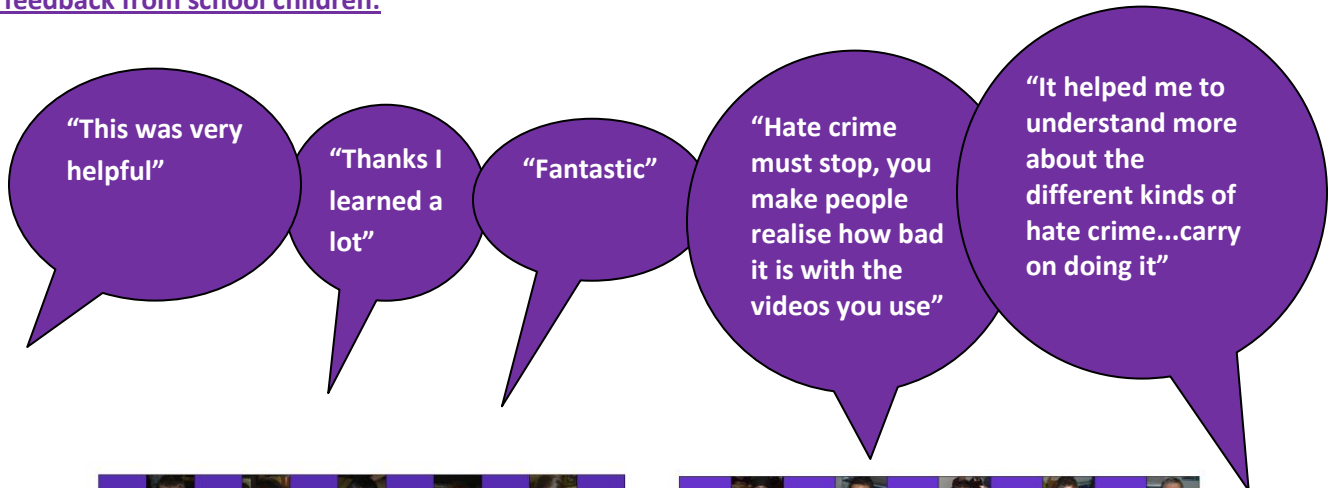 feedback from school children:
“This was very
helpful”
“Thanks I
learned a
lot”
“Fantastic”
“Hate crime
must stop, you
make people
realise how bad
it is with the
videos you use”
“It helped me to
understand more
about the
different kinds of
hate crime...carry
on doing it”